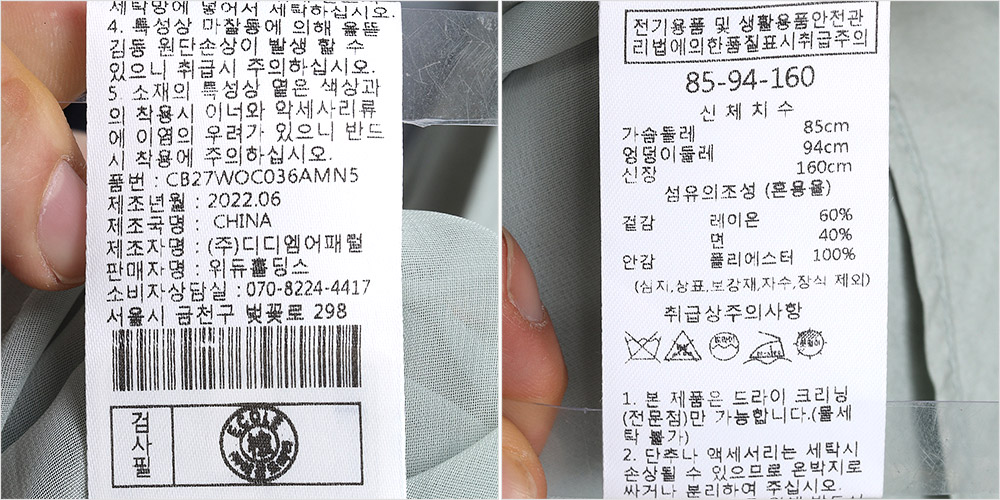 세탁망에 넣어서 세탁하십시오.
4. 특성상 마찰등에 의해 올뜯
김등 원단손상이 발생 할 수
있으니 취급시 주의하십시오.
5. 소재의 특성상 옅은 색상과
의 착용시 이너와 악세사리류
에 이염의 우려가 있으니 반드
시 착용에 주의하십시오.
품번 : CB27WOC036AMN5
제조년월 : 2022.06
제조국명 : CHINA
제조자명 : (주)디디엠어패럴
판매자명 : 위듀홀딩스
소비자상담실 : 070-8224-4417
서울시 금천구 벚꽃로 298
검사필
ECOLE
전기용품 및 생활용품안전관
리법에의한품질표시취급주의
85-94-160
신체치수
가슴둘레 85cm
엉덩이둘레 94cm
신장 160cm
섬유의조성 (혼용율)
겉감 레이온 60%
면 40%
안감 폴리에스터 100%
(심지,상표,보강재,자수,장식 제외)
취급상주의사항
1. 본 제품은 드라이 크리닝
(전문점)만 가능합니다.(물세
탁 불가)
2. 단추나 액세서리는 세탁시
손상될 수 있으므로 은박지로
싸거나 분리하여 주십시오.